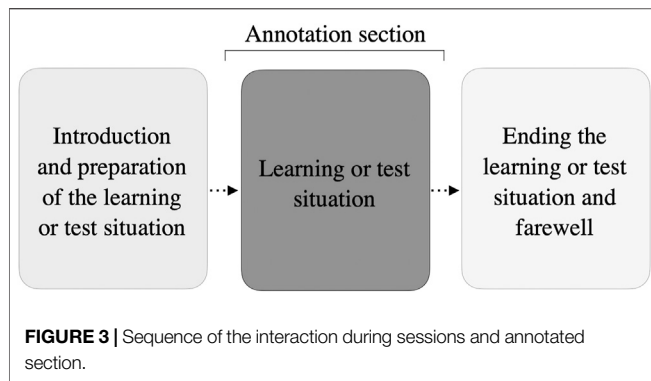 Annotation section
Introduction
and preparation
of the learning
or test situation
Learning or test
situation
Ending the
learning or test
situation and
farewell
FIGURE 3 | Sequence of the interaction during sessions and annotated
section.